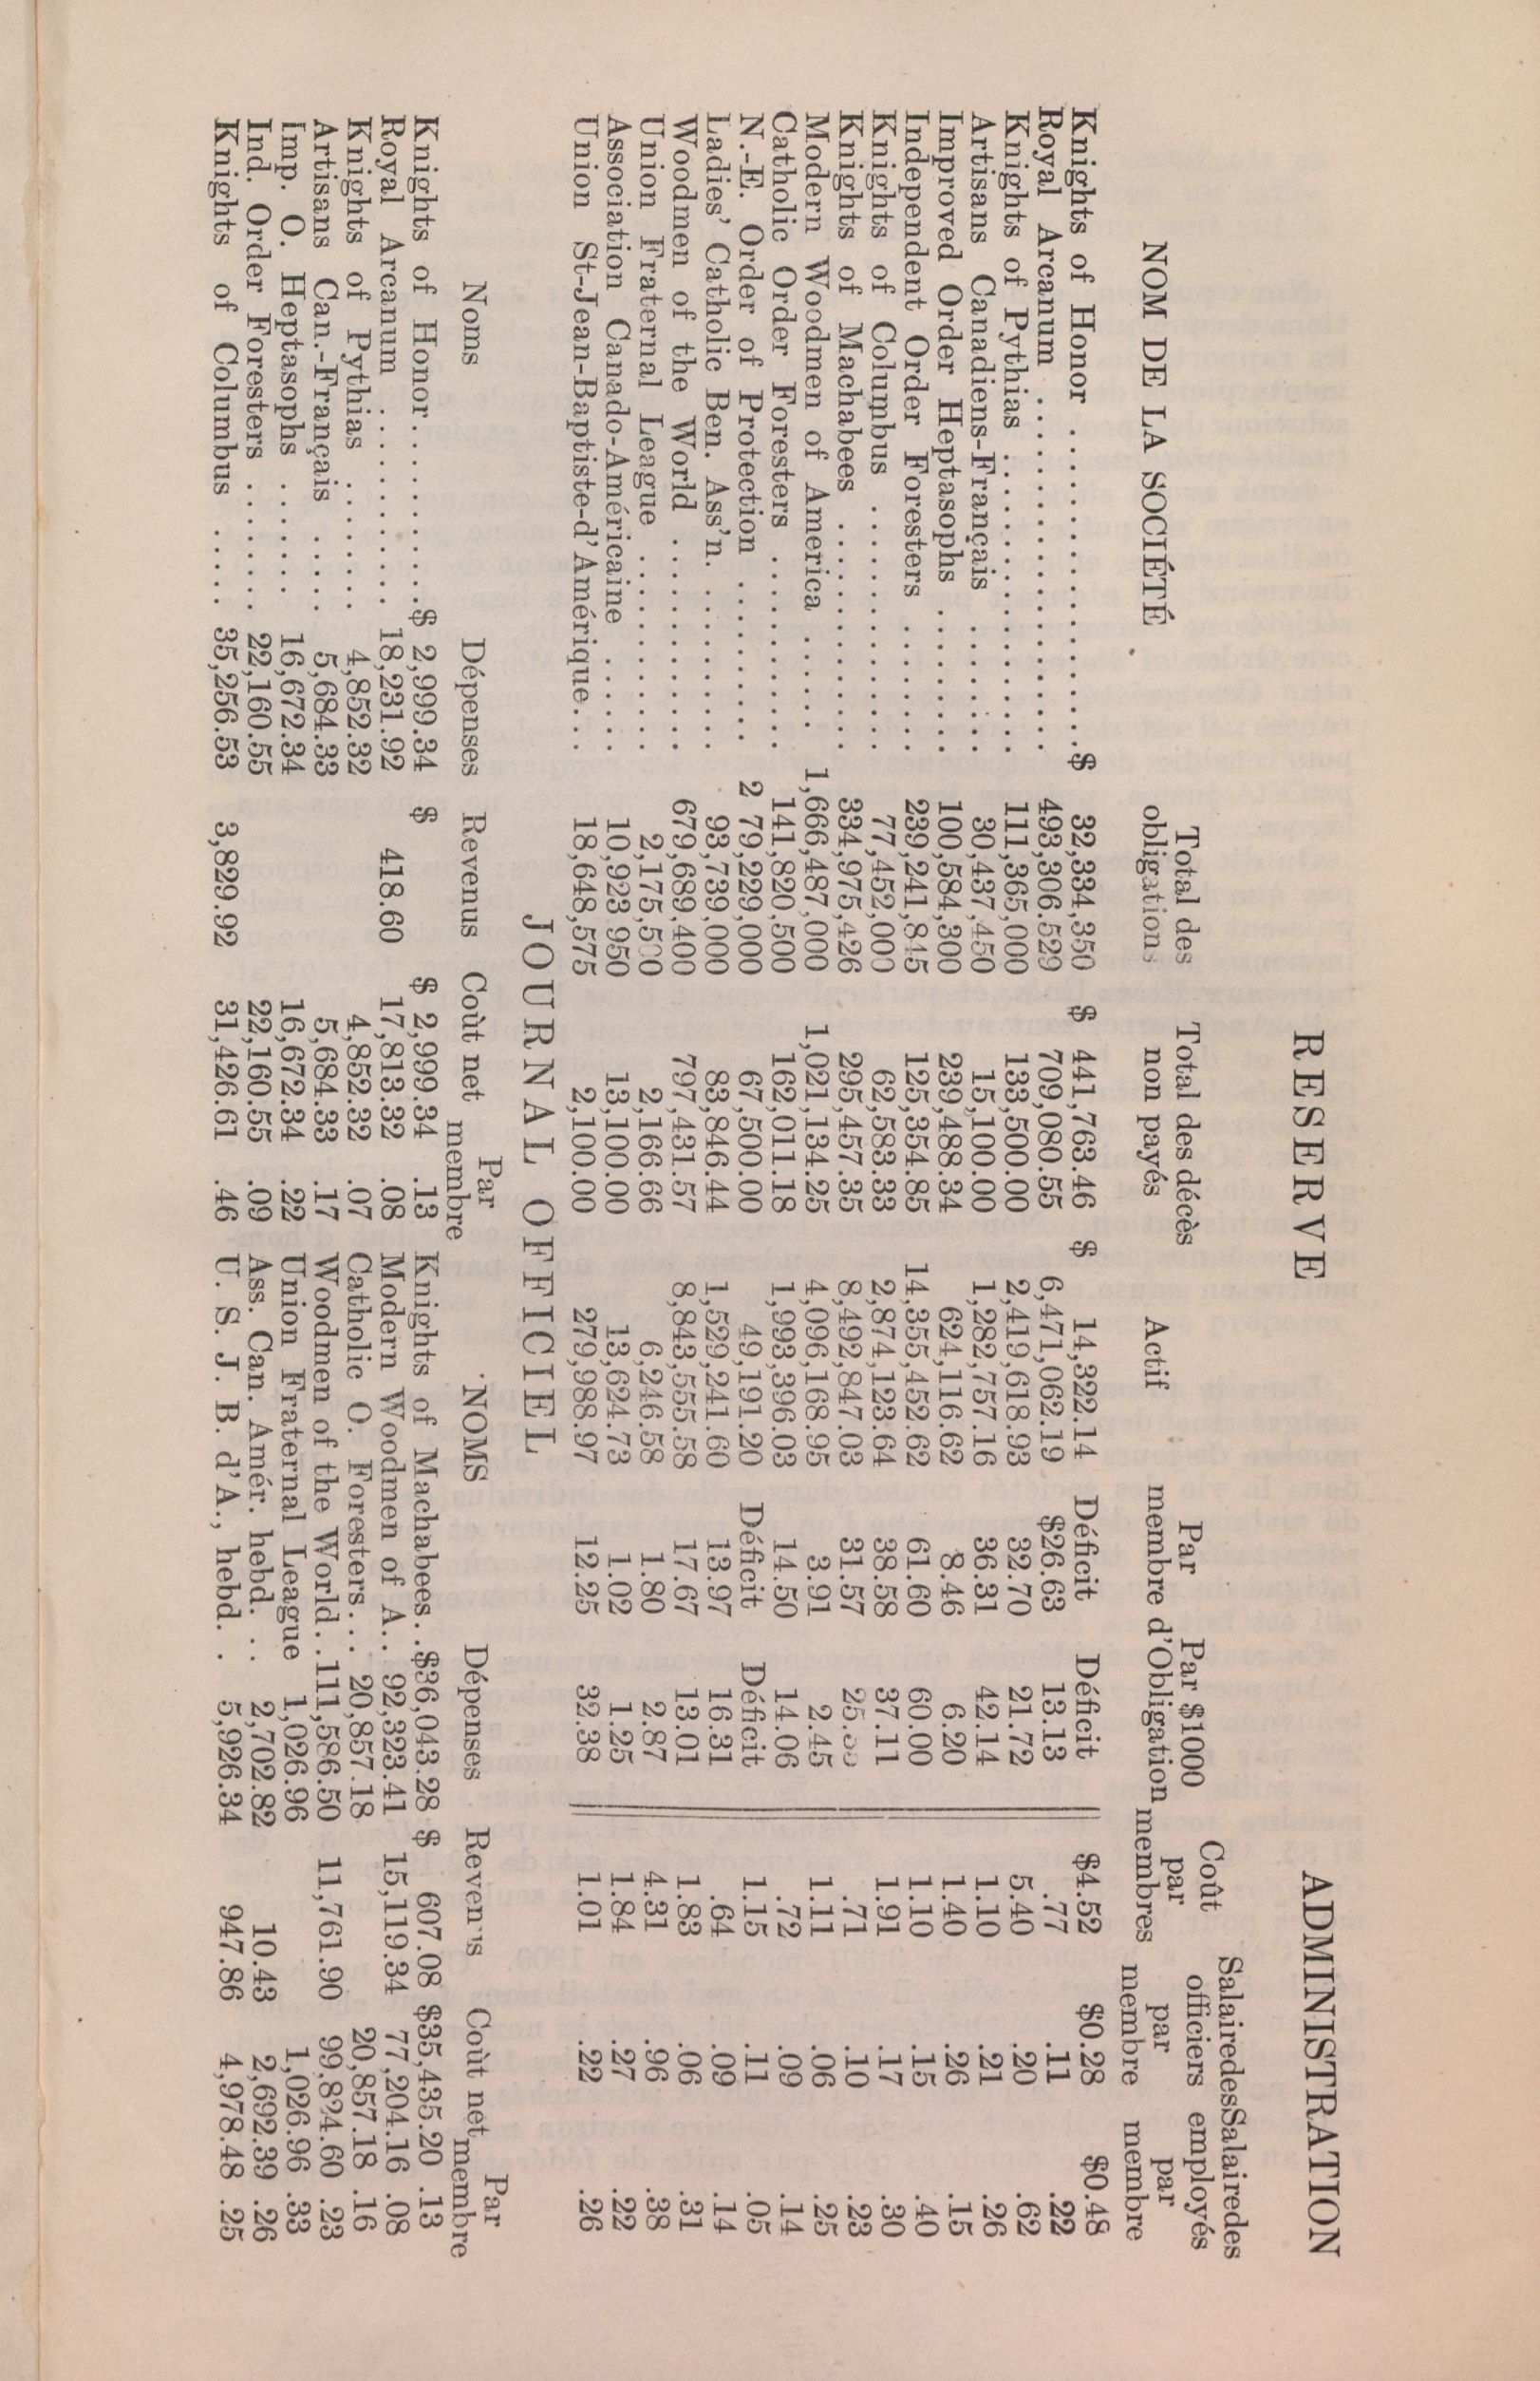 RESERVE ADMINISTRATION
NOM DE LA SOCIÉTÉ Total des obligations Total des décès non payés Actif Par membre Par $1000 d'Obligation Coût par membres Salaire des officiers par membre Salaire des employés par membre
Knights of Honor ....................$ 32,334,350 $ 441,763.46 $ 14,322.14 Déficit Déficit $4.52 $0.28 $0.48
Royal Arcanum ...................... 493,306.529 709,080.55 6,471,062.19 $26.63 13.13 .77 .11 .22
Knights of Pythias .................. 111,365,000 133,500.00 2,419,618.93 32.70 21.72 5.40 .20 .62
Artisans Canadiens-Français ........ 30,437,450 15,100.00 1,282,757.16 36.31 42.14 1.10 .21 .26
Improved Order Heptasophs ......... 100,584,300 239,488.34 624,116.62 8.46 6.20 1.40 .26 .15
Independent Order Foresters ........ 239,241,845 125,354.85 14,355,452.62 61.60 60.00 1.10 .15 .40
Knights of Columbus ............... 77,452,000 62,583.33 2,874,123.64 38.58 37.11 1.91 .17 .30
Knights of Machabees .............. 334,975,426 295,457.35 8,492,847.03 31.57 .71 .10 .23
Modern Woodmen of America ...... 1,666,487,000 1,021,134.25 4,096,168.95 3.91 2.45 1.11 .06 .25
Catholic Order Foresters ............ 141,820,500 162,011.18 1,993,396.03 14.50 14.06 .72 .09 .14
N.-E. Order of Protection .......... 2 79,229,000 67,500.00 49,191.20 Déficit Déficit 1.15 .11 .05
Ladies' Catholic Ben. Ass'n. .......... 93,739,000 83,846.44 1,529,241.60 13.97 16.31 .64 .09 .14
Woodmen of the World ............. 679,689,400 797,431.57 8,843,555.58 17.67 13.01 1.83 .06 .31
Union Fraternal League ............ 2,175,500 2,166.66 6,246.58 1.80 2.87 4.31 .96 .38
Association Canado-Américaine ..... 10,923.950 13,100.00 13,624.73 1.02 1.25 1.84 .27 .22
Union St-Jean-Baptiste-d'Amérique... 18,648,575 2,100.00 279,988.97 12.25 32.38 1.01 .22 .26
JOURNAL OFFICIEL
Noms Dépenses Revenus Coût net Par membre NOMS Dépenses Revenus Coût net Par membre
Knights of Honor...........$ 2,999.34 $ $ 2,999.34 .13 Knights of Machabees..$36,043.28 $ 607.08 $35,435.20 .13
Royal Arcanum ........... 18,231.92 418.60 17,813.32 .08 Modern Woodmen of A.. 92,323.41 15,119.34 77,204.16 .08
Knights of Pythias ....... 4,852.32 4,852.32 .07 Catholic O. Foresters... 20,857.18 20,857.18 .16
Artisans Can.-Français ..... 5,684.33 5,684.33 .17 Woodmen of the World..111,586.50 11,761.90 99,824.60 .23
Imp. O. Heptasophs ...... 16,672.34 16,672.34 .22 Union Fraternal League 1,026.96 1,026.96 .33
Ind. Order Foresters ....... 22,160.55 22,160.55 .09 Ass. Can. Amér. hebd. .. 2,702.82 10.43 2,692.39 .26
Knights of Columbus ..... 35,256.53 3,829.92 31,426.61 .46 U. S. J. B. d'A., hebd. . 5,926.34 947.86 4,978.48 .25